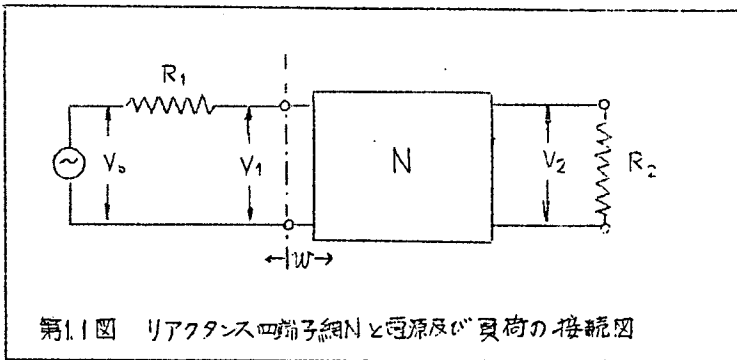 R₁
V₀
V₁
N
V₂
R₂
←|W→
第1.1図 リアクタンス四端子網Nと電源及び負荷の接続図